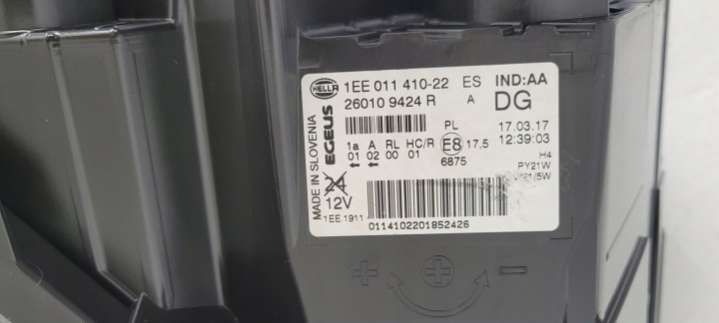 HELLA
1EE 011 410-22 ES IND:AA
26010 9424 R A DG
MADE IN SLOVENIA
EGEUS
PL 17.03.17
12:39:03
1a A RL HC/R E8 17.5
01 02 00 01
6875
H4
PY21W
24
12V
1EE.1911
0114102201852426